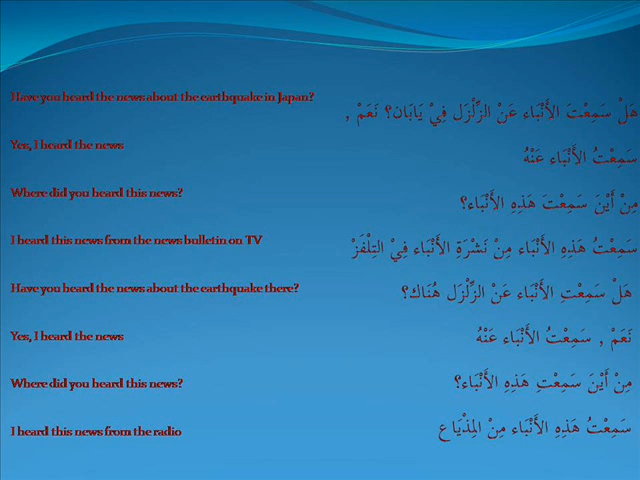 Have you heard the news about the earthquake in Japan?
هَلْ سَمِعْتَ الأَنْبَاء عَنْ الزِّلْزَل فِيْ يَابَان؟ نَعَمْ ,
Yes, I heard the news
سَمِعْتُ الأَنْبَاء عَنْهُ
Where did you heard this news?
مِنْ أَيْنَ سَمِعْتَ هَذِهِ الأَنْبَاء؟
I heard this news from the news bulletin on TV
سَمِعْتُ هَذِهِ الأَنْبَاء مِنْ نَشْرَةِ الأَنْبَاء فِيْ التِلْفَزْ
Have you heard the news about the earthquake there?
هَلْ سَمِعْتِ الأَنْبَاء عَنْ الزِّلْزَل هُنَاك؟
Yes, I heard the news
نَعَمْ , سَمِعْتُ الأَنْبَاء عَنْهُ
Where did you heard this news?
مِنْ أَيْنَ سَمِعْتِ هَذِهِ الأَنْبَاء؟
I heard this news from the radio
سَمِعْتُ هَذِهِ الأَنْبَاء مِنْ المِذْيَاع